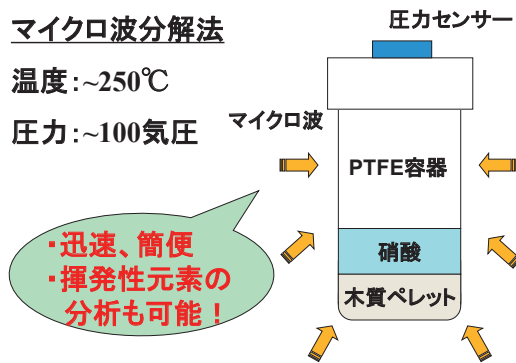 マイクロ波分解法
温度:~250℃
圧力:~100気圧
圧力センサー
マイクロ波
PTFE容器
硝酸
木質ペレット
・迅速、簡便
・揮発性元素の
分析も可能！